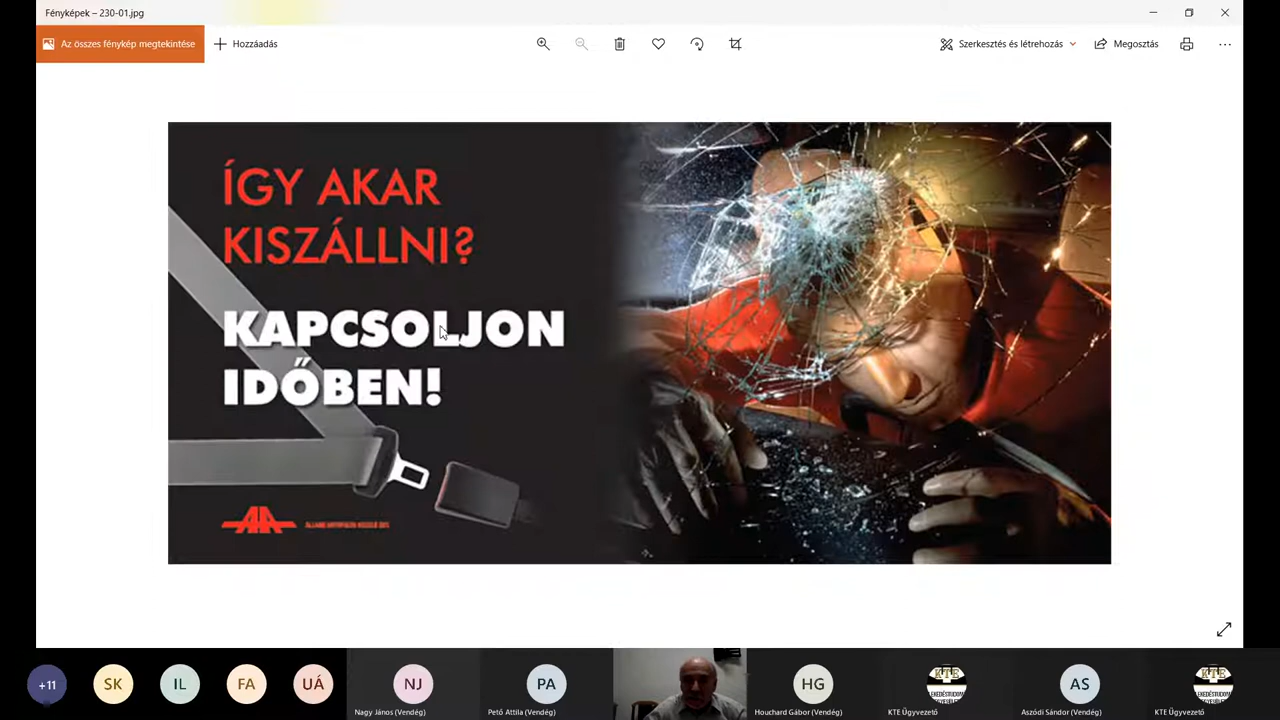 Fényképek – 230-01.jpg
Az összes fénykép megtekintése
Hozzáadás
Szerkesztés és létrehozás
Megosztás
ÍGY AKAR
KISZÁLLNI?
KAPCSOLJON
IDŐBEN!
+11
SK
IL
FA
UÁ
NJ
Nagy János (Vendég)
PA
Pető Attila (Vendég)
HG
Houchard Gábor (Vendég)
KTE
KTE Ügyvezető
AS
Aszódi Sándor (Vendég)
KTE
KTE Ügyvezető